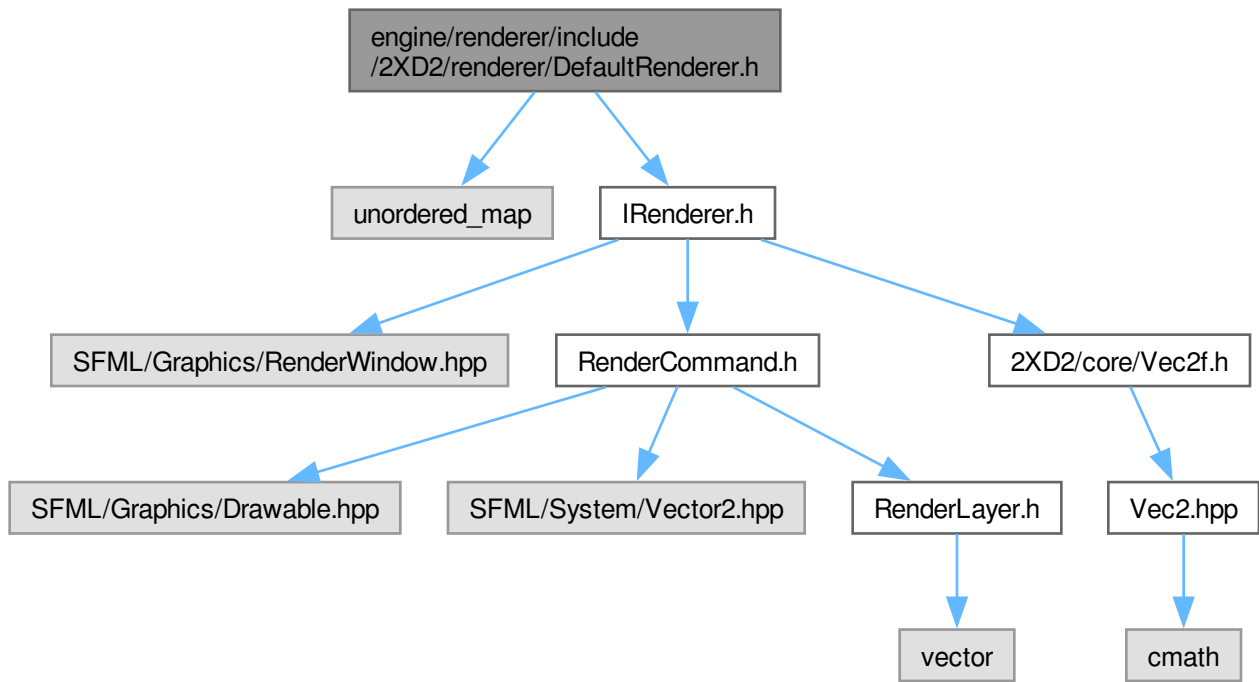 engine/renderer/include
/2XD2/renderer/DefaultRenderer.h
unordered_map
IRenderer.h
SFML/Graphics/RenderWindow.hpp
RenderCommand.h
2XD2/core/Vec2f.h
SFML/Graphics/Drawable.hpp
SFML/System/Vector2.hpp
RenderLayer.h
Vec2.hpp
vector
cmath